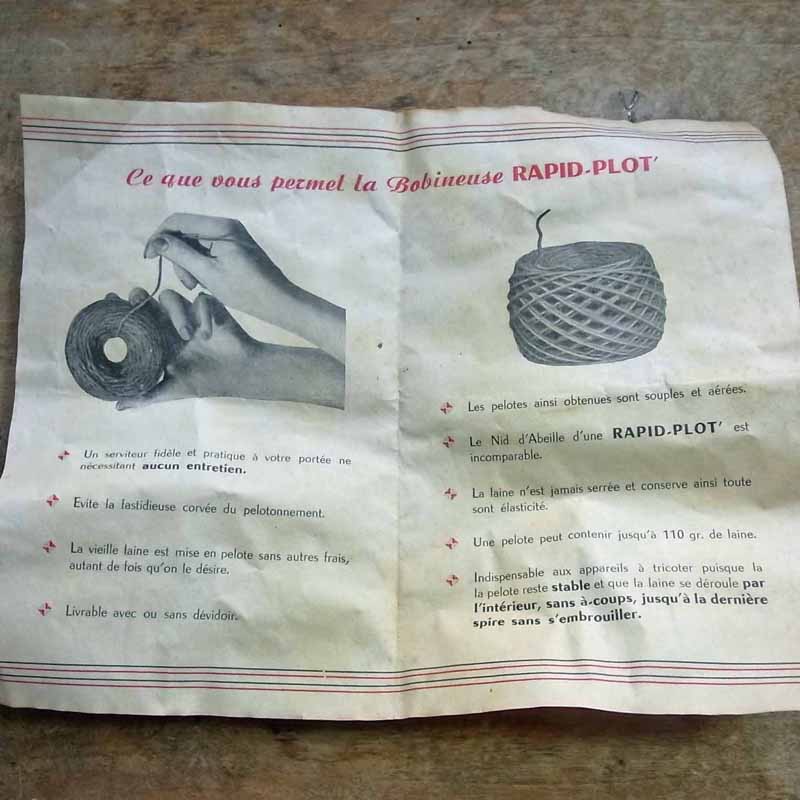 Ce que vous permet la Bobineuse RAPID-PLOT'
Un serviteur fidèle et pratique à votre portée ne
nécessitant aucun entretien.
Evite la fastidieuse corvée du pelotonnement.
La vieille laine est mise en pelote sans autres frais,
autant de fois qu'on le désire.
Livrable avec ou sans dévidoir.
Les pelotes ainsi obtenues sont souples et aérées.
Le Nid d'Abeille d'une RAPID-PLOT' est
incomparable.
La laine n'est jamais serrée et conserve ainsi toute
sont élasticité.
Une pelote peut contenir jusqu'à 110 gr. de laine.
Indispensable aux appareils à tricoter puisque la
la pelote reste stable et que la laine se déroule par
l'intérieur, sans à-coups, jusqu'à la dernière
spire sans s'embrouiller.